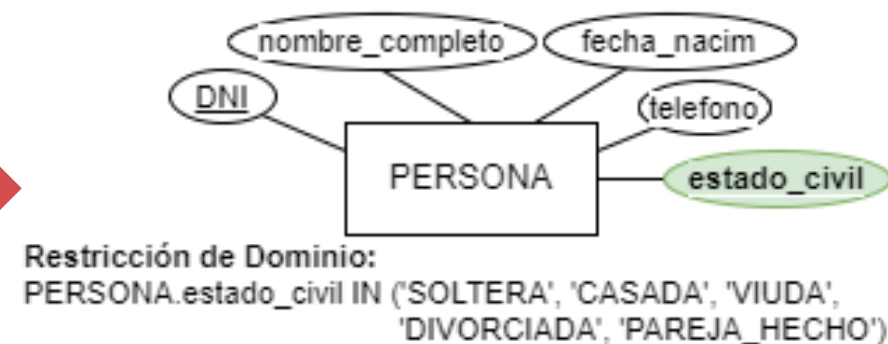 nombre_completo
fecha_nacim
DNI
(telefono)
PERSONA
estado_civil
Restricción de Dominio:
PERSONA.estado_civil IN ('SOLTERA', 'CASADA', 'VIUDA',
'DIVORCIADA', 'PAREJA_HECHO')